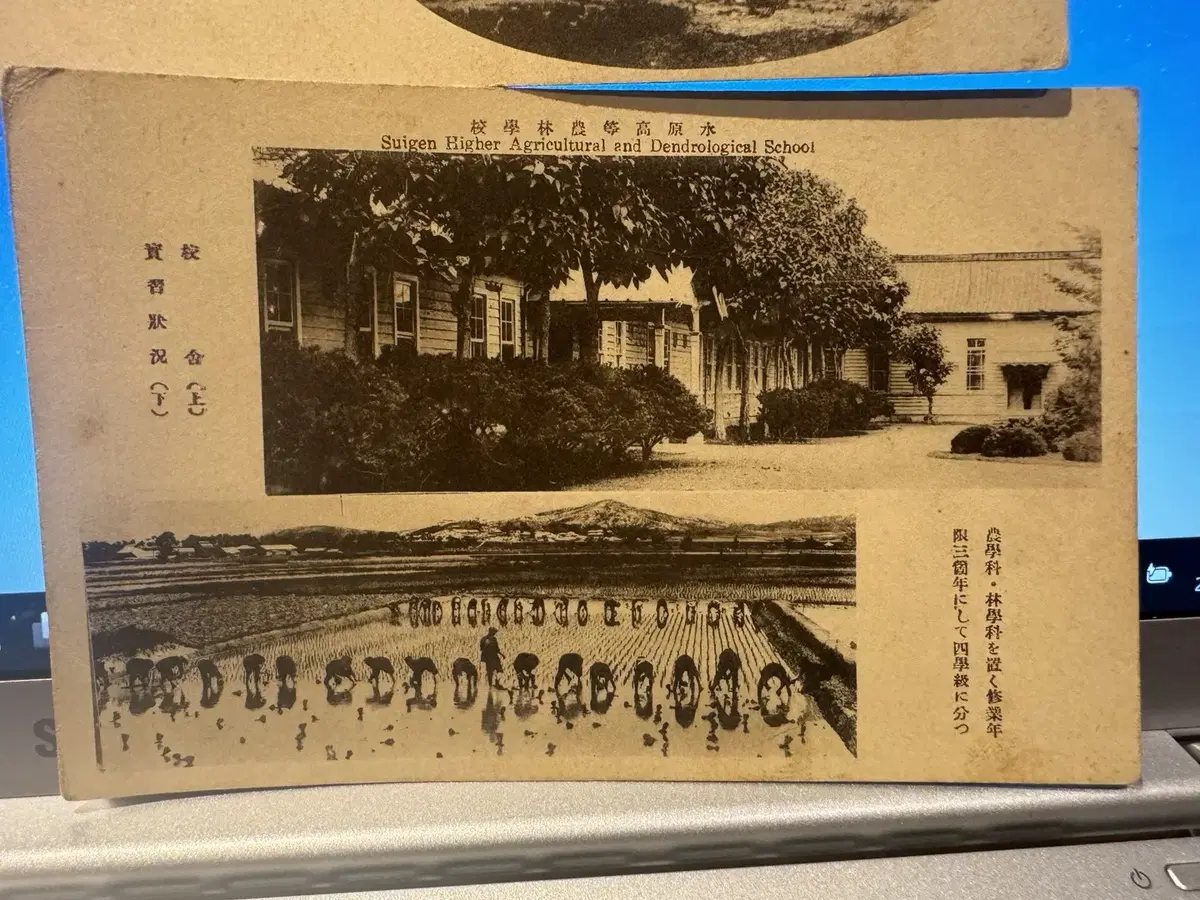 水原高等農林學校
Suigen Higher Agricultural and Dendrological School
校舍(上)
實習狀況(下)
農學科・林學科を置く修業年
限三箇年にして四學級に分つ